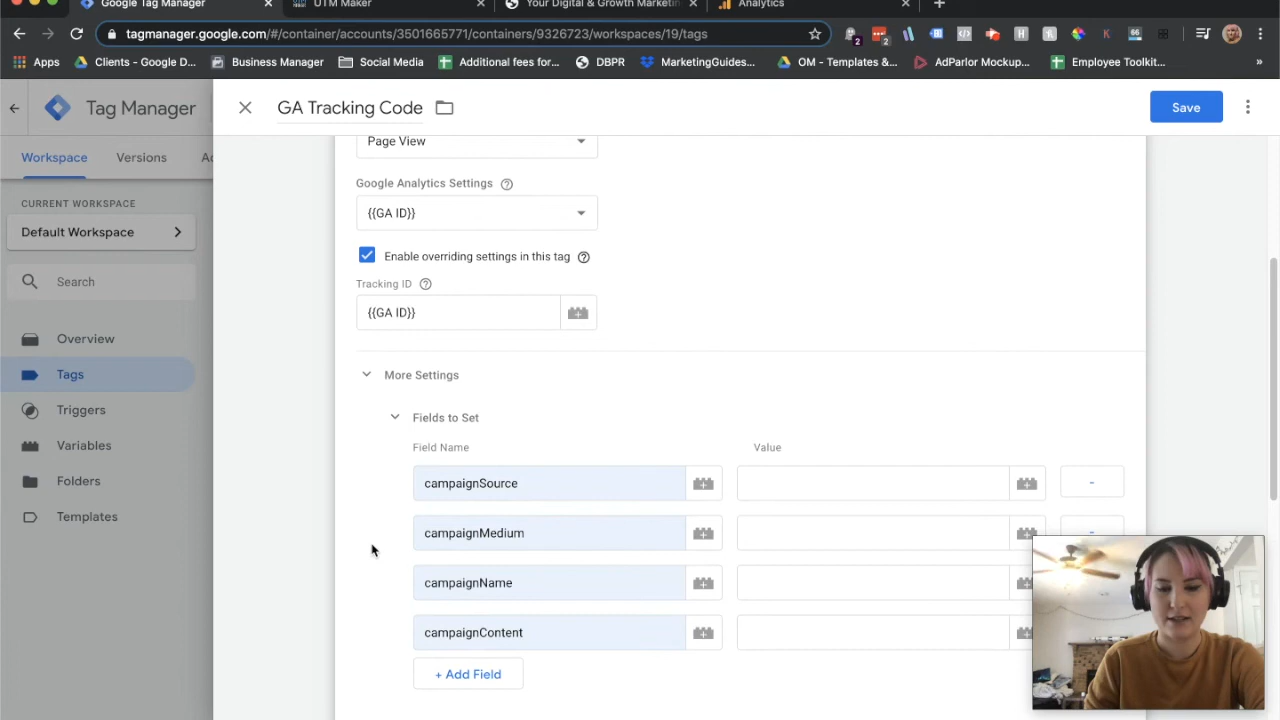 Google Tag Manager
UTM Maker
Your Digital & Growth Marketin
Analytics
tagmanager.google.com/#/container/accounts/3501665771/containers/9326723/workspaces/19/tags
2
2
66
Apps
Clients - Google D...
Business Manager
Social Media
Additional fees for...
DBPR
MarketingGuides...
OM - Templates &...
AdParlor Mockup...
Employee Toolkit...
»
Tag Manager
GA Tracking Code
Save
Workspace
Versions
CURRENT WORKSPACE
Default Workspace
Search
Overview
Tags
Triggers
Variables
Folders
Templates
Page View
Google Analytics Settings
{{GA ID}}
Enable overriding settings in this tag
Tracking ID
{{GA ID}}
More Settings
Fields to Set
Field Name
Value
campaignSource
-
campaignMedium
-
campaignName
campaignContent
+ Add Field